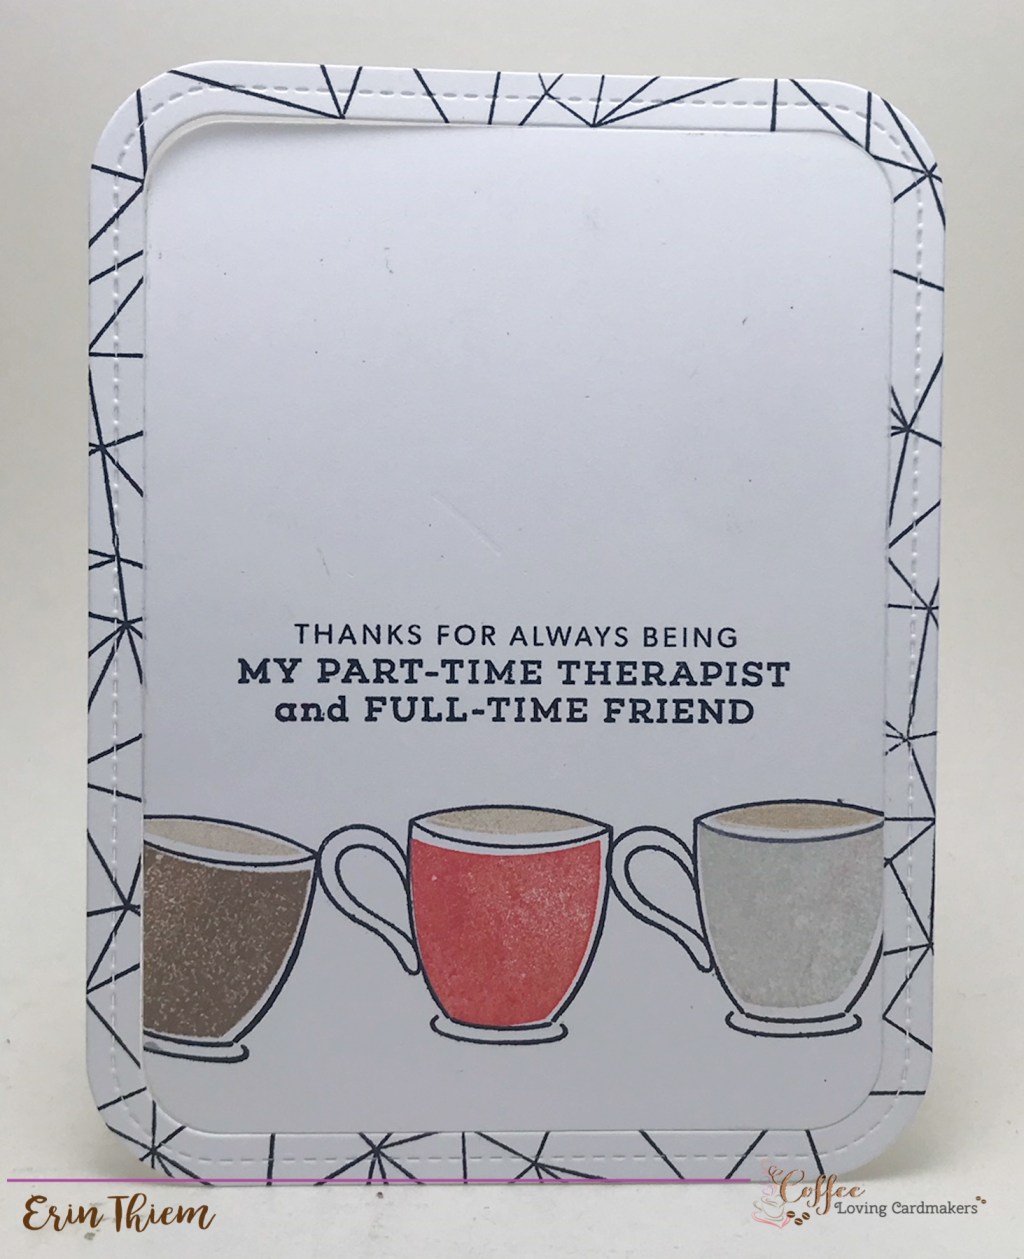 THANKS FOR ALWAYS BEING
MY PART-TIME THERAPIST
and FULL-TIME FRIEND
Erin Thiem
Coffee
Loving Cardmakers